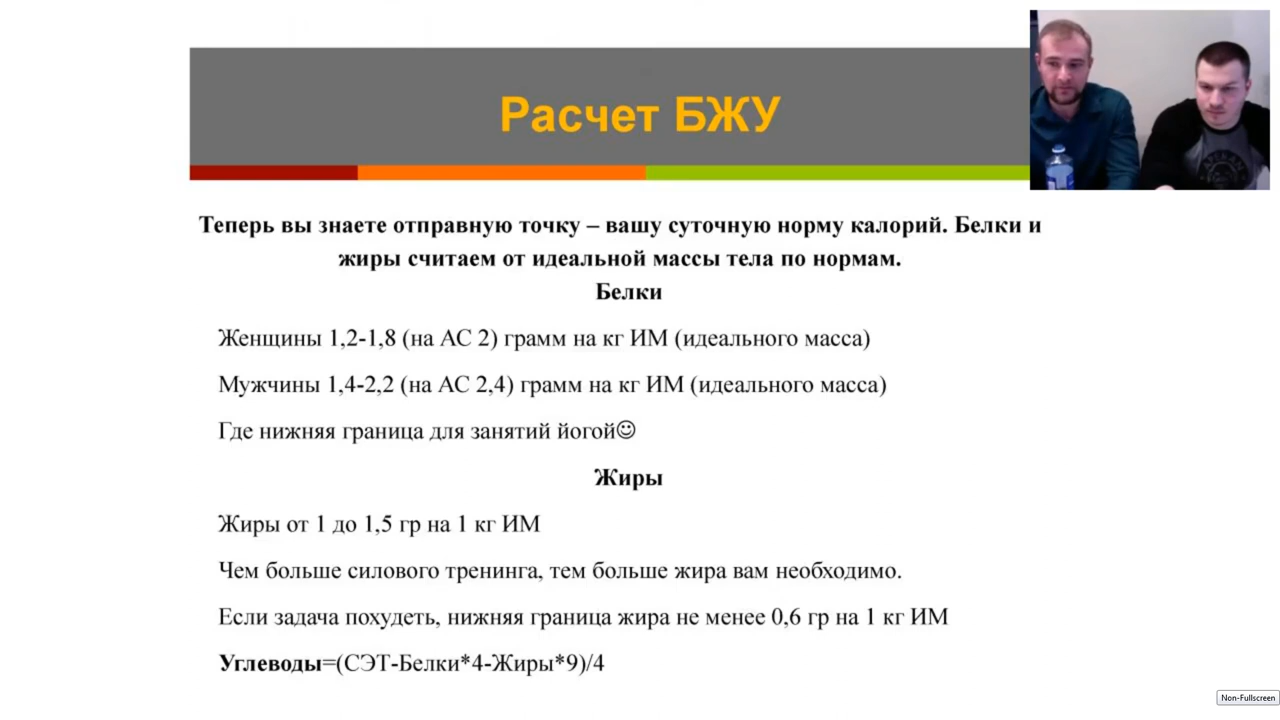 Расчет БЖУ
Теперь вы знаете отправную точку – вашу суточную норму калорий. Белки и
жиры считаем от идеальной массы тела по нормам.
Белки
Женщины 1,2-1,8 (на АС 2) грамм на кг ИМ (идеального масса)
Мужчины 1,4-2,2 (на АС 2,4) грамм на кг ИМ (идеального масса)
Где нижняя граница для занятий йогой☺
Жиры
Жиры от 1 до 1,5 гр на 1 кг ИМ
Чем больше силового тренинга, тем больше жира вам необходимо.
Если задача похудеть, нижняя граница жира не менее 0,6 гр на 1 кг ИМ
Углеводы=(СЭТ-Белки*4-Жиры*9)/4
Non-Fullscreen